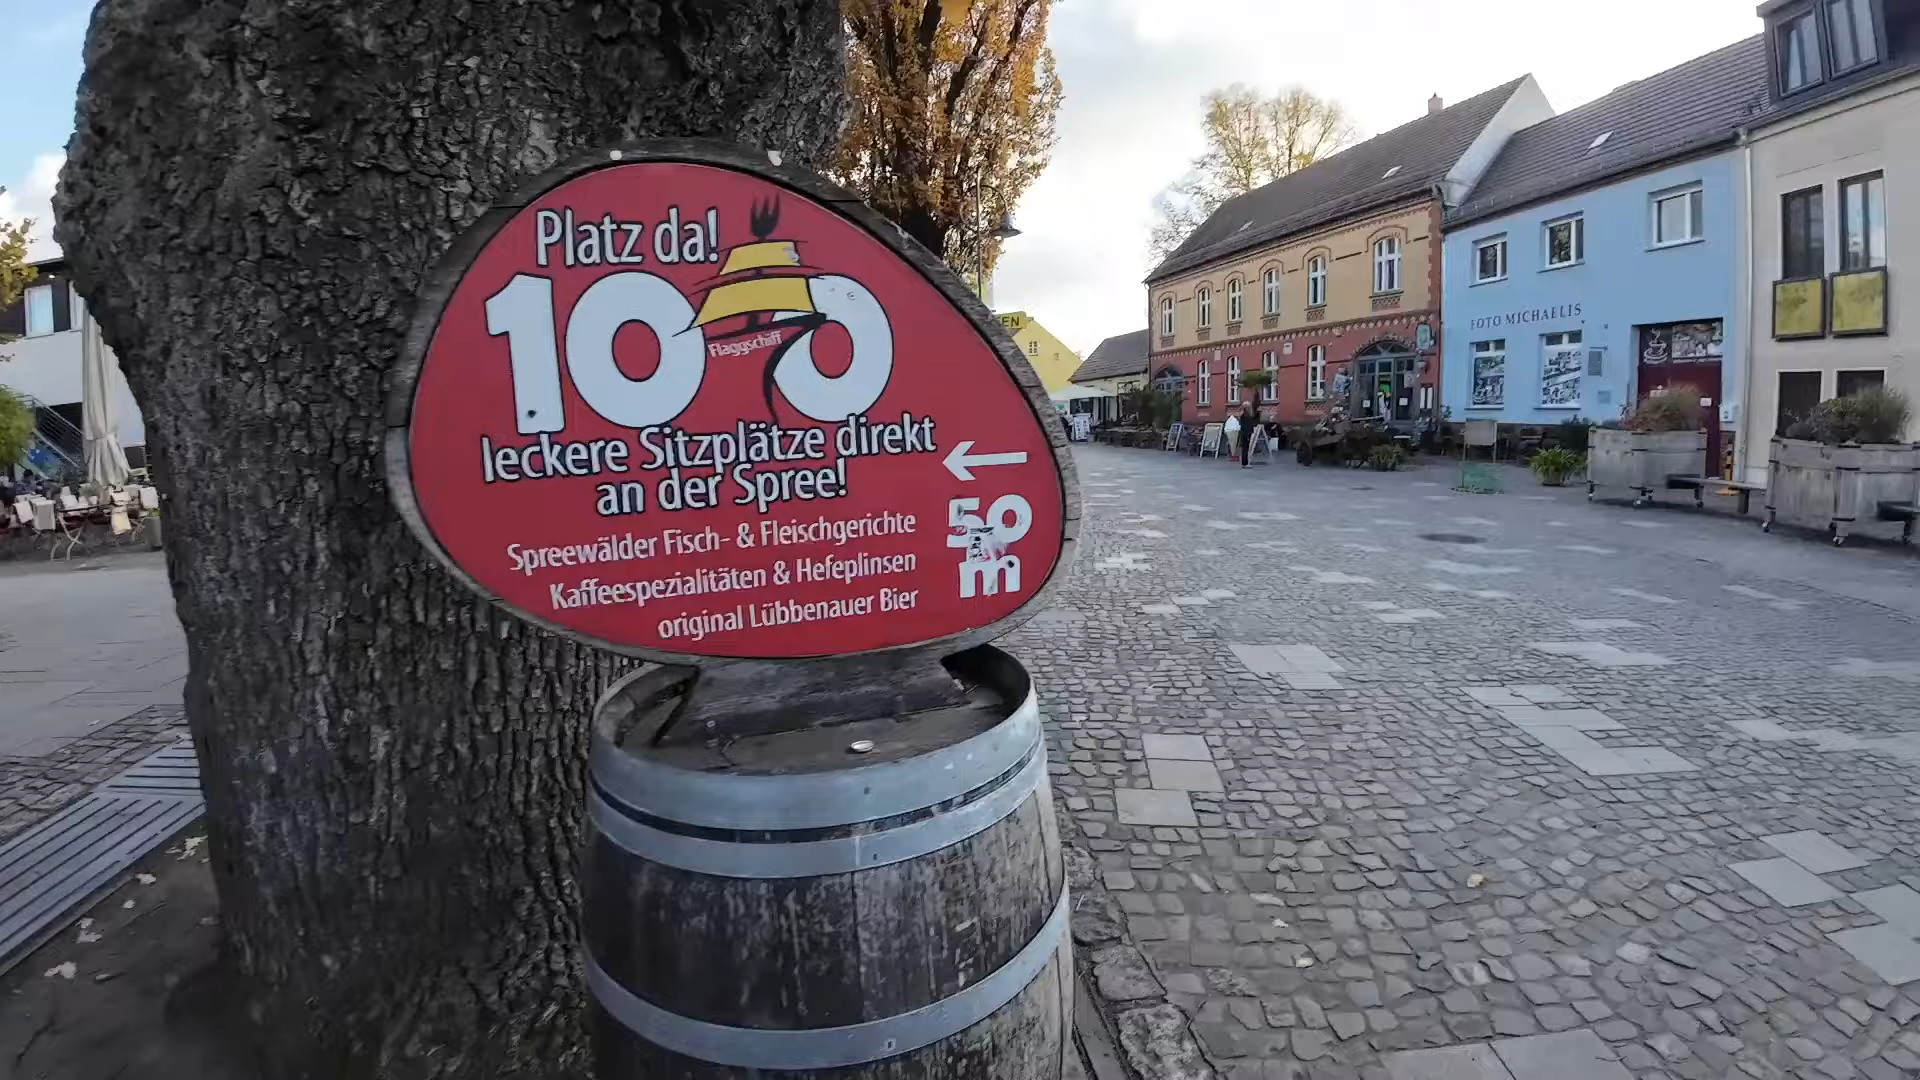 Platz da!
100
Flaggschiff
leckere Sitzplätze direkt
an der Spree!
50
m
Spreewälder Fisch- & Fleischgerichte
Kaffeespezialitäten & Hefeplinsen
original Lübbenauer Bier
FOTO MICHAELIS
EN